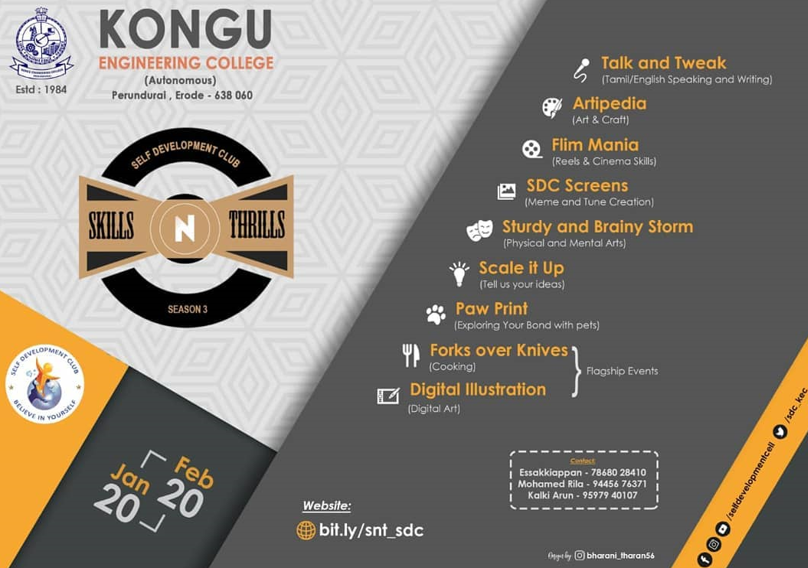 KONGU
ENGINEERING COLLEGE
(Autonomous)
Perundurai , Erode - 638 060
Estd : 1984
SELF DEVELOPMENT CLUB
SKILLS N THRILLS
SEASON 3
SELF DEVELOPMENT CLUB
BELIEVE IN YOURSELF
Jan Feb
20 20
Talk and Tweak
(Tamil/English Speaking and Writing)
Artipedia
(Art & Craft)
Flim Mania
(Reels & Cinema Skills)
SDC Screens
(Meme and Tune Creation)
Sturdy and Brainy Storm
(Physical and Mental Arts)
Scale it Up
(Tell us your ideas)
Paw Print
(Exploring Your Bond with pets)
Forks over Knives
(Cooking)
Digital Illustration
(Digital Art)
Flagship Events
Contact:
Essakkiappan - 78680 28410
Mohamed Rila - 94456 76371
Kalki Arun - 95979 40107
Website:
bit.ly/snt_sdc
by bharani_tharan56
/selfdevelopmentcell
/sdc_kec